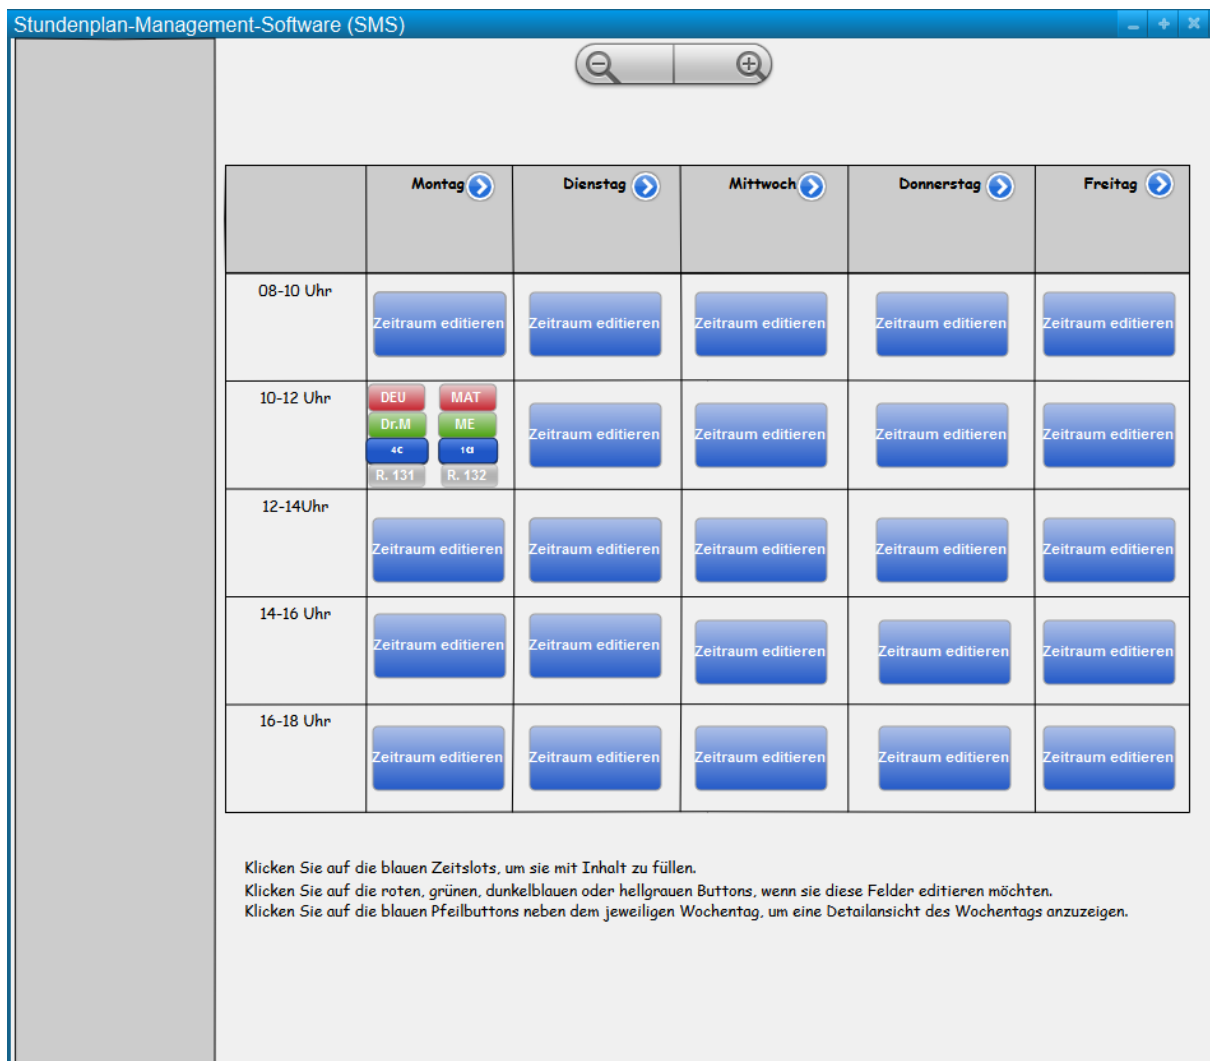 Stundenplan-Management-Software (SMS)
Montag Dienstag Mittwoch Donnerstag Freitag
08-10 Uhr
Zeitraum editieren Zeitraum editieren Zeitraum editieren Zeitraum editieren Zeitraum editieren
10-12 Uhr
DEU MAT
Dr.M ME
Zeitraum editieren Zeitraum editieren Zeitraum editieren Zeitraum editieren
4C
R. 131 R. 132
12-14Uhr
Zeitraum editieren Zeitraum editieren Zeitraum editieren Zeitraum editieren Zeitraum editieren
14-16 Uhr
Zeitraum editieren Zeitraum editieren Zeitraum editieren Zeitraum editieren Zeitraum editieren
16-18 Uhr
Zeitraum editieren Zeitraum editieren Zeitraum editieren Zeitraum editieren Zeitraum editieren
Klicken Sie auf die blauen Zeitslots, um sie mit Inhalt zu füllen.
Klicken Sie auf die roten, grünen, dunkelblauen oder hellgrauen Buttons, wenn sie diese Felder editieren möchten.
Klicken Sie auf die blauen Pfeilbuttons neben dem jeweiligen Wochentag, um eine Detailansicht des Wochentags anzuzeigen.